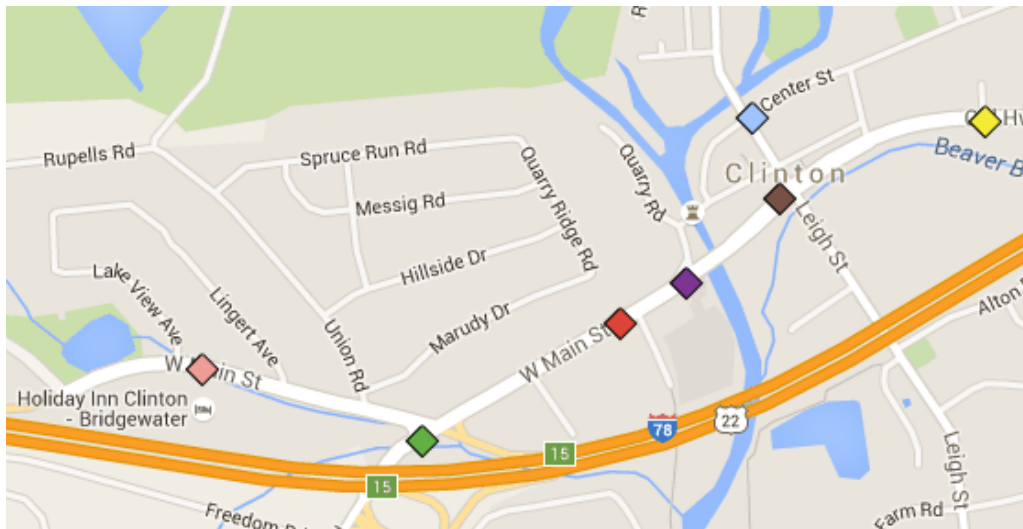 Center St
Rupells Rd
Spruce Run Rd
Quarry Rd
Clinton
Beaver B
Messig Rd
Quarry Ridge Rd
Leigh St
Hillside Dr
Lake View Ave
Lingert Ave
Union Rd
Marudy Dr
Alton
W Main St
W Main St
Holiday Inn Clinton
- Bridgewater
78
22
15
15
Leigh St
Freedom
Farm Rd